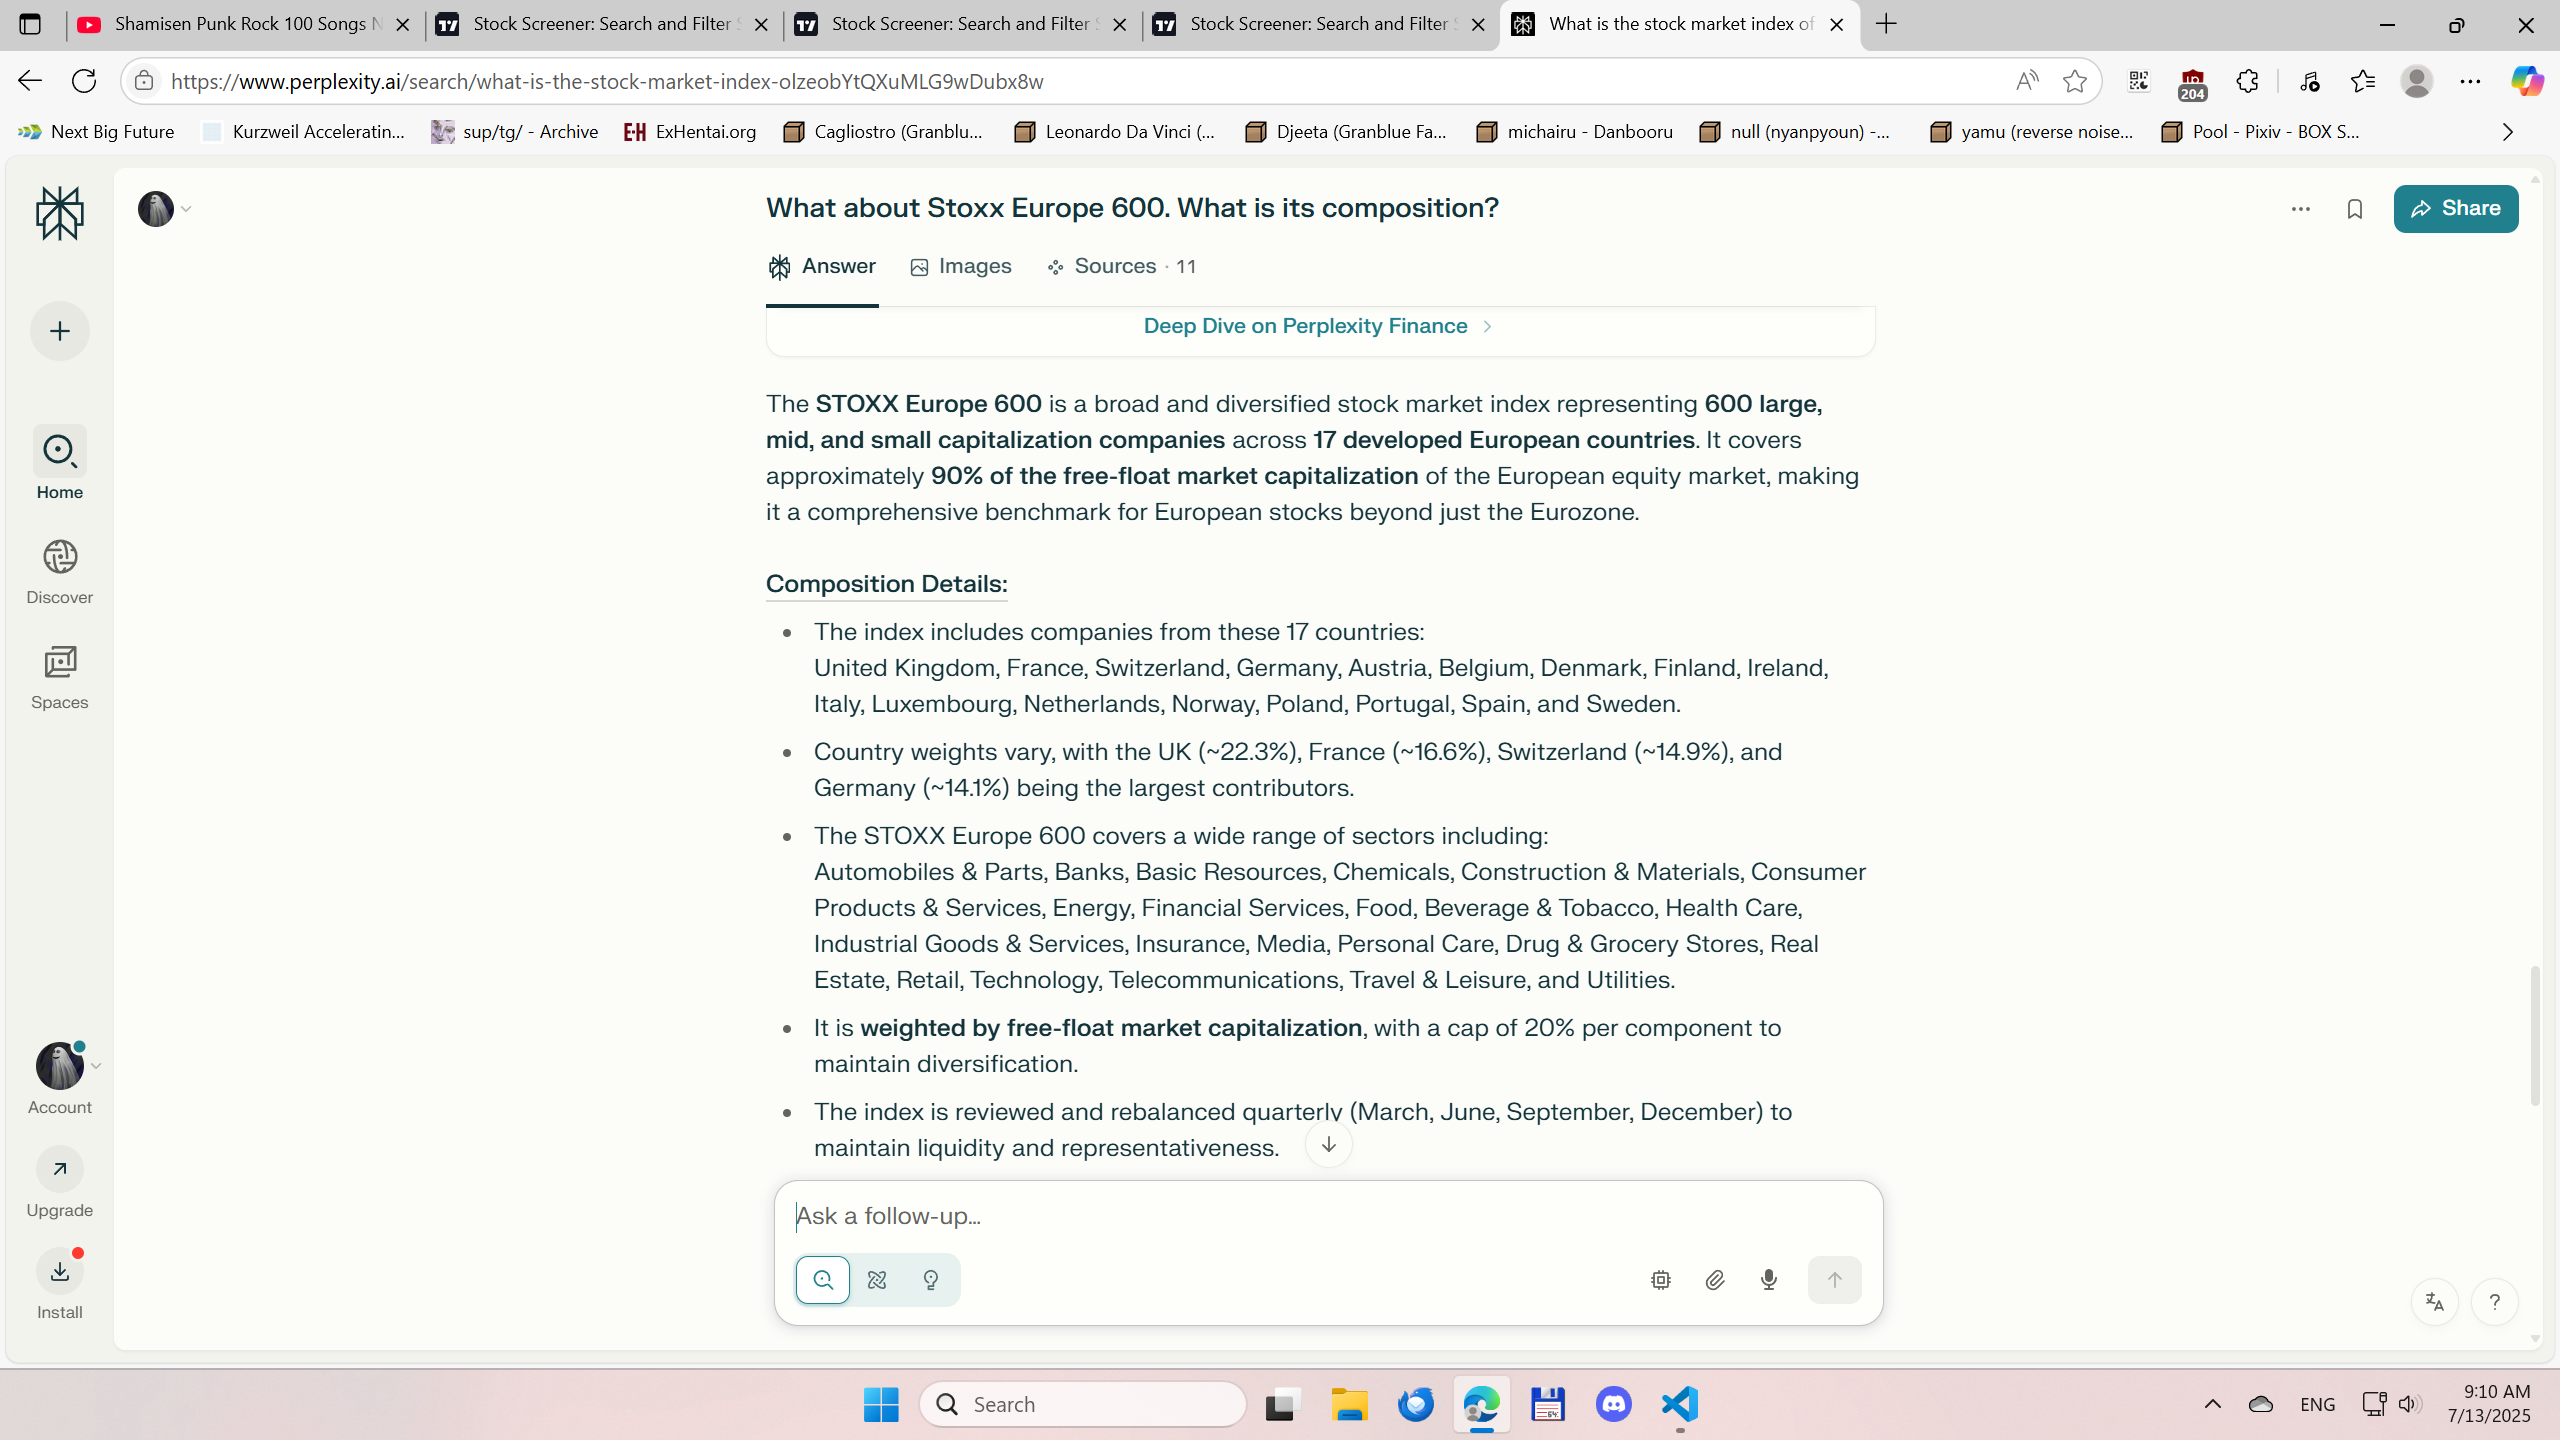 Shamisen Punk Rock 100 Songs N
Stock Screener: Search and Filter S
Stock Screener: Search and Filter S
Stock Screener: Search and Filter S
What is the stock market index of
https://www.perplexity.ai/search/what-is-the-stock-market-index-olzeobYtQXuMLG9wDubx8w
204
Next Big Future
Kurzweil Acceleratin...
sup/tg/ - Archive
ExHentai.org
Cagliostro (Granblu...
Leonardo Da Vinci (...
Djeeta (Granblue Fa...
michairu - Danbooru
null (nyanpyoun) -...
yamu (reverse noise...
Pool - Pixiv - BOX S...
What about Stoxx Europe 600. What is its composition?
Share
Answer
Images
Sources · 11
Deep Dive on Perplexity Finance
The STOXX Europe 600 is a broad and diversified stock market index representing 600 large,
mid, and small capitalization companies across 17 developed European countries. It covers
approximately 90% of the free-float market capitalization of the European equity market, making
it a comprehensive benchmark for European stocks beyond just the Eurozone.
Composition Details:
• The index includes companies from these 17 countries:
United Kingdom, France, Switzerland, Germany, Austria, Belgium, Denmark, Finland, Ireland,
Italy, Luxembourg, Netherlands, Norway, Poland, Portugal, Spain, and Sweden.
• Country weights vary, with the UK (~22.3%), France (~16.6%), Switzerland (~14.9%), and
Germany (~14.1%) being the largest contributors.
• The STOXX Europe 600 covers a wide range of sectors including:
Automobiles & Parts, Banks, Basic Resources, Chemicals, Construction & Materials, Consumer
Products & Services, Energy, Financial Services, Food, Beverage & Tobacco, Health Care,
Industrial Goods & Services, Insurance, Media, Personal Care, Drug & Grocery Stores, Real
Estate, Retail, Technology, Telecommunications, Travel & Leisure, and Utilities.
• It is weighted by free-float market capitalization, with a cap of 20% per component to
maintain diversification.
• The index is reviewed and rebalanced quarterly (March, June, September, December) to
maintain liquidity and representativeness.
Ask a follow-up...
Home
Discover
Spaces
Account
Upgrade
Install
?
Search
64
ENG
9:10 AM
7/13/2025